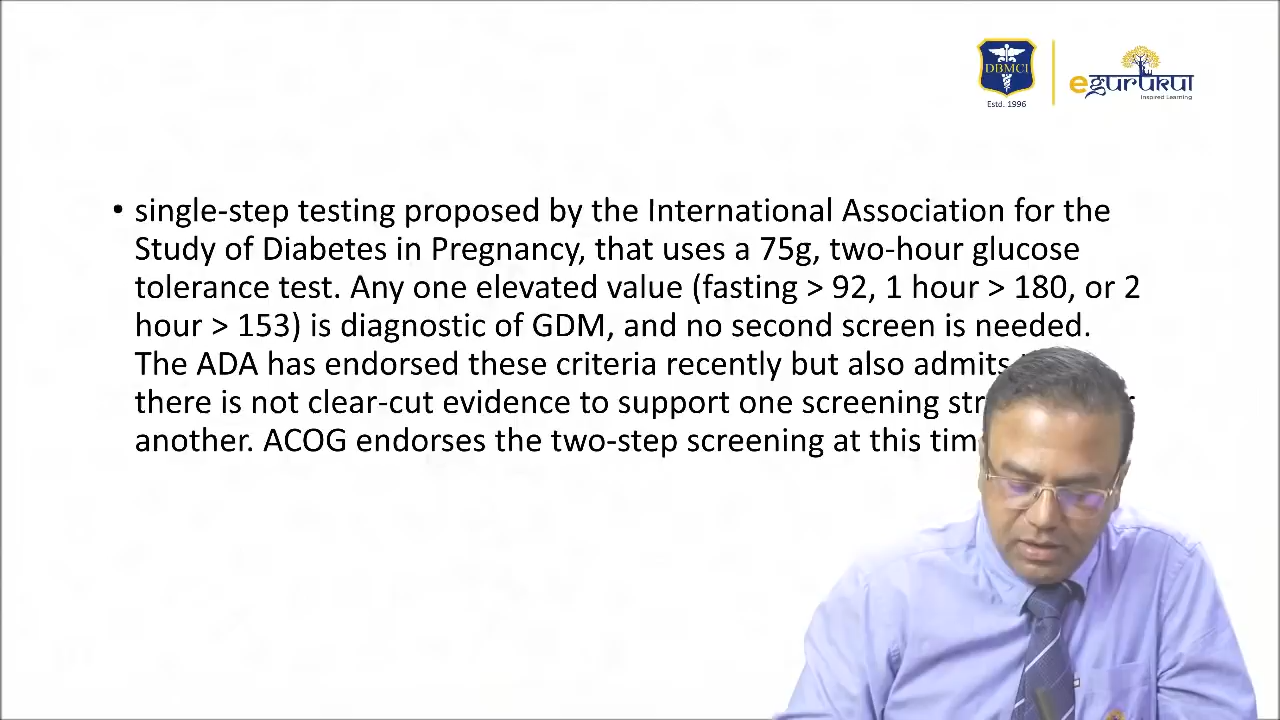 DBMCI
Estd. 1996
egurukul
Inspired Learning
• single-step testing proposed by the International Association for the
Study of Diabetes in Pregnancy, that uses a 75g, two-hour glucose
tolerance test. Any one elevated value (fasting > 92, 1 hour > 180, or 2
hour > 153) is diagnostic of GDM, and no second screen is needed.
The ADA has endorsed these criteria recently but also admits
there is not clear-cut evidence to support one screening
another. ACOG endorses the two-step screening at this